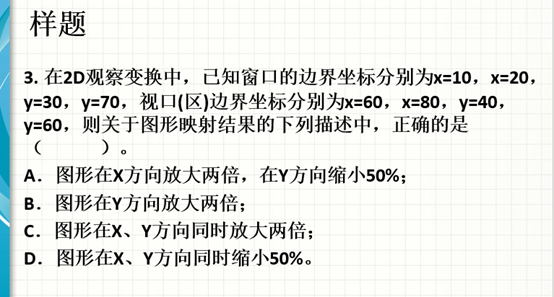 样题
3. 在2D观察变换中，已知窗口的边界坐标分别为x=10，x=20，
y=30，y=70，视口(区)边界坐标分别为x=60，x=80，y=40，
y=60，则关于图形映射结果的下列描述中，正确的是
（　　）。
A．图形在X方向放大两倍，在Y方向缩小50%；
B．图形在Y方向放大两倍；
C．图形在X、Y方向同时放大两倍；
D．图形在X、Y方向同时缩小50%。